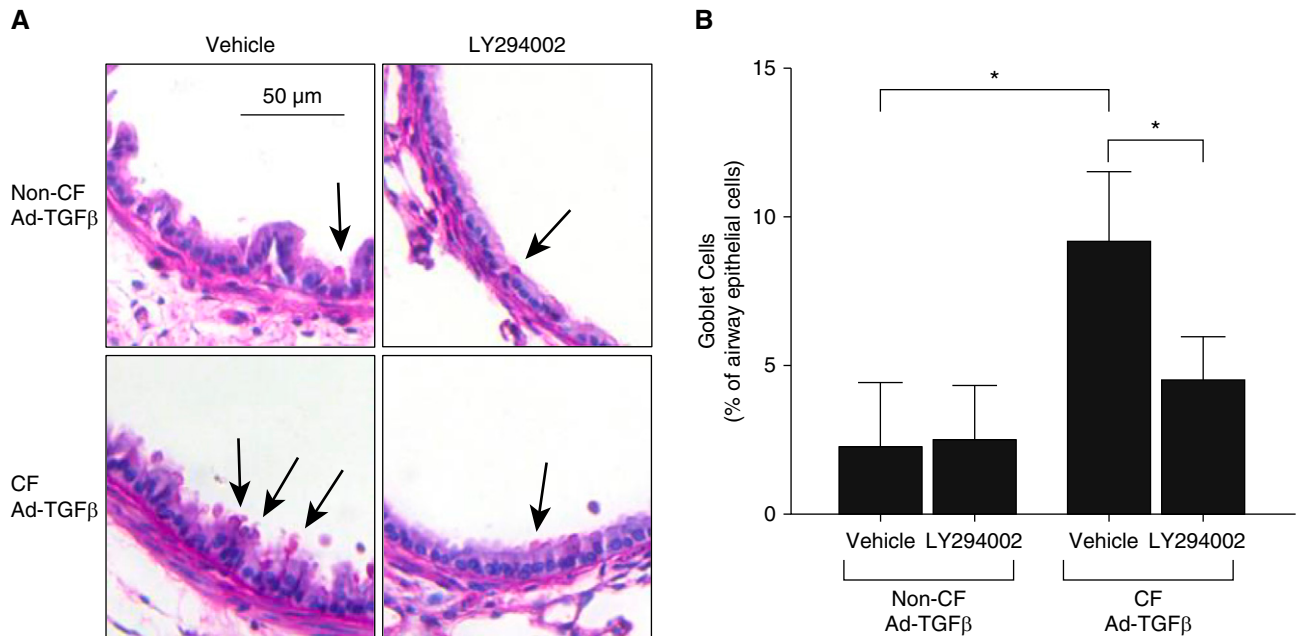 A
Vehicle
LY294002
50 µm
Non-CF
Ad-TGFβ
CF
Ad-TGFβ
B
15
10
5
0
Goblet Cells
(% of airway epithelial cells)
*
*
Vehicle LY294002
Vehicle LY294002
Non-CF
Ad-TGFβ
CF
Ad-TGFβ